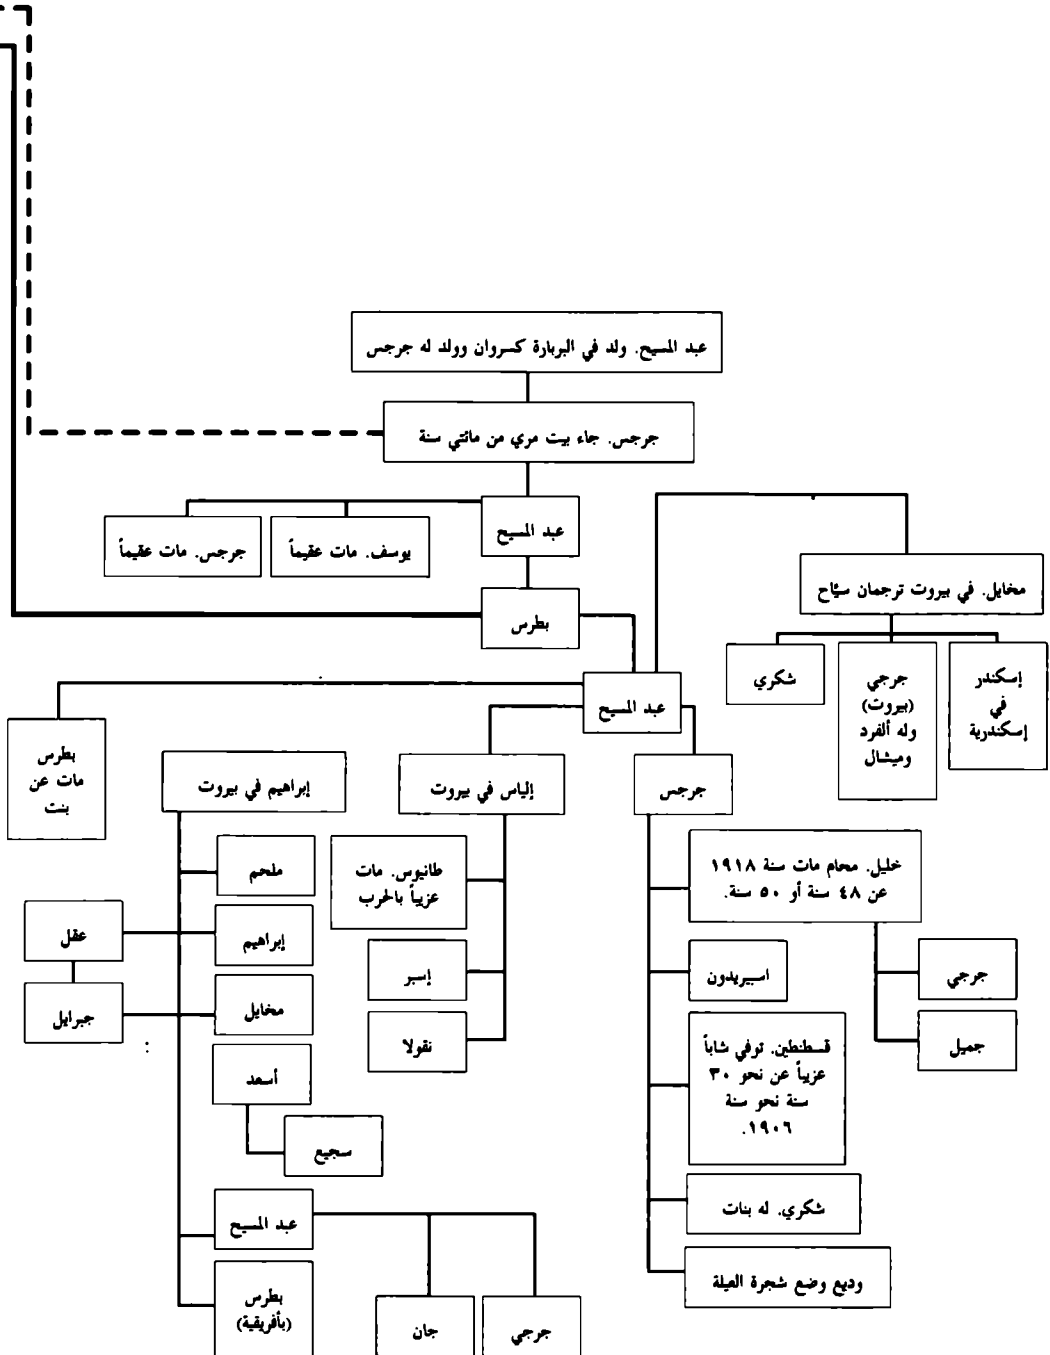 عبد المسيح. ولد في البربارة كسروان وولد له جرجس
جرجس. جاء بيت مري من مائتي سنة
عبد المسيح
يوسف. مات عقيماً
جرجس. مات عقيماً
بطرس
مخايل. في بيروت ترجمان سيّاح
إسكندر
في
إسكندرية
جرجي
(بيروت)
وله ألفرد
وميشال
شكري
عبد المسيح
جرجس
إلياس في بيروت
إبراهيم في بيروت
بطرس
مات عن
بنت
خليل. محام مات سنة ١٩١٨
عن ٤٨ سنة أو ٥٠ سنة.
جرجي
جميل
اسبيريدون
قسطنطين. توفي شاباً
عزيباً عن نحو ٣٠
سنة نحو سنة
١٩٠٦.
شكري. له بنات
وديع وضع شجرة العيلة
طانيوس. مات
عزيباً بالحرب
إسبر
نقولا
ملحم
إبراهيم
عقل
مخايل
جبرايل
أسعد
سجيع
عبد المسيح
جرجي
جان
بطرس
(بأفريقية)